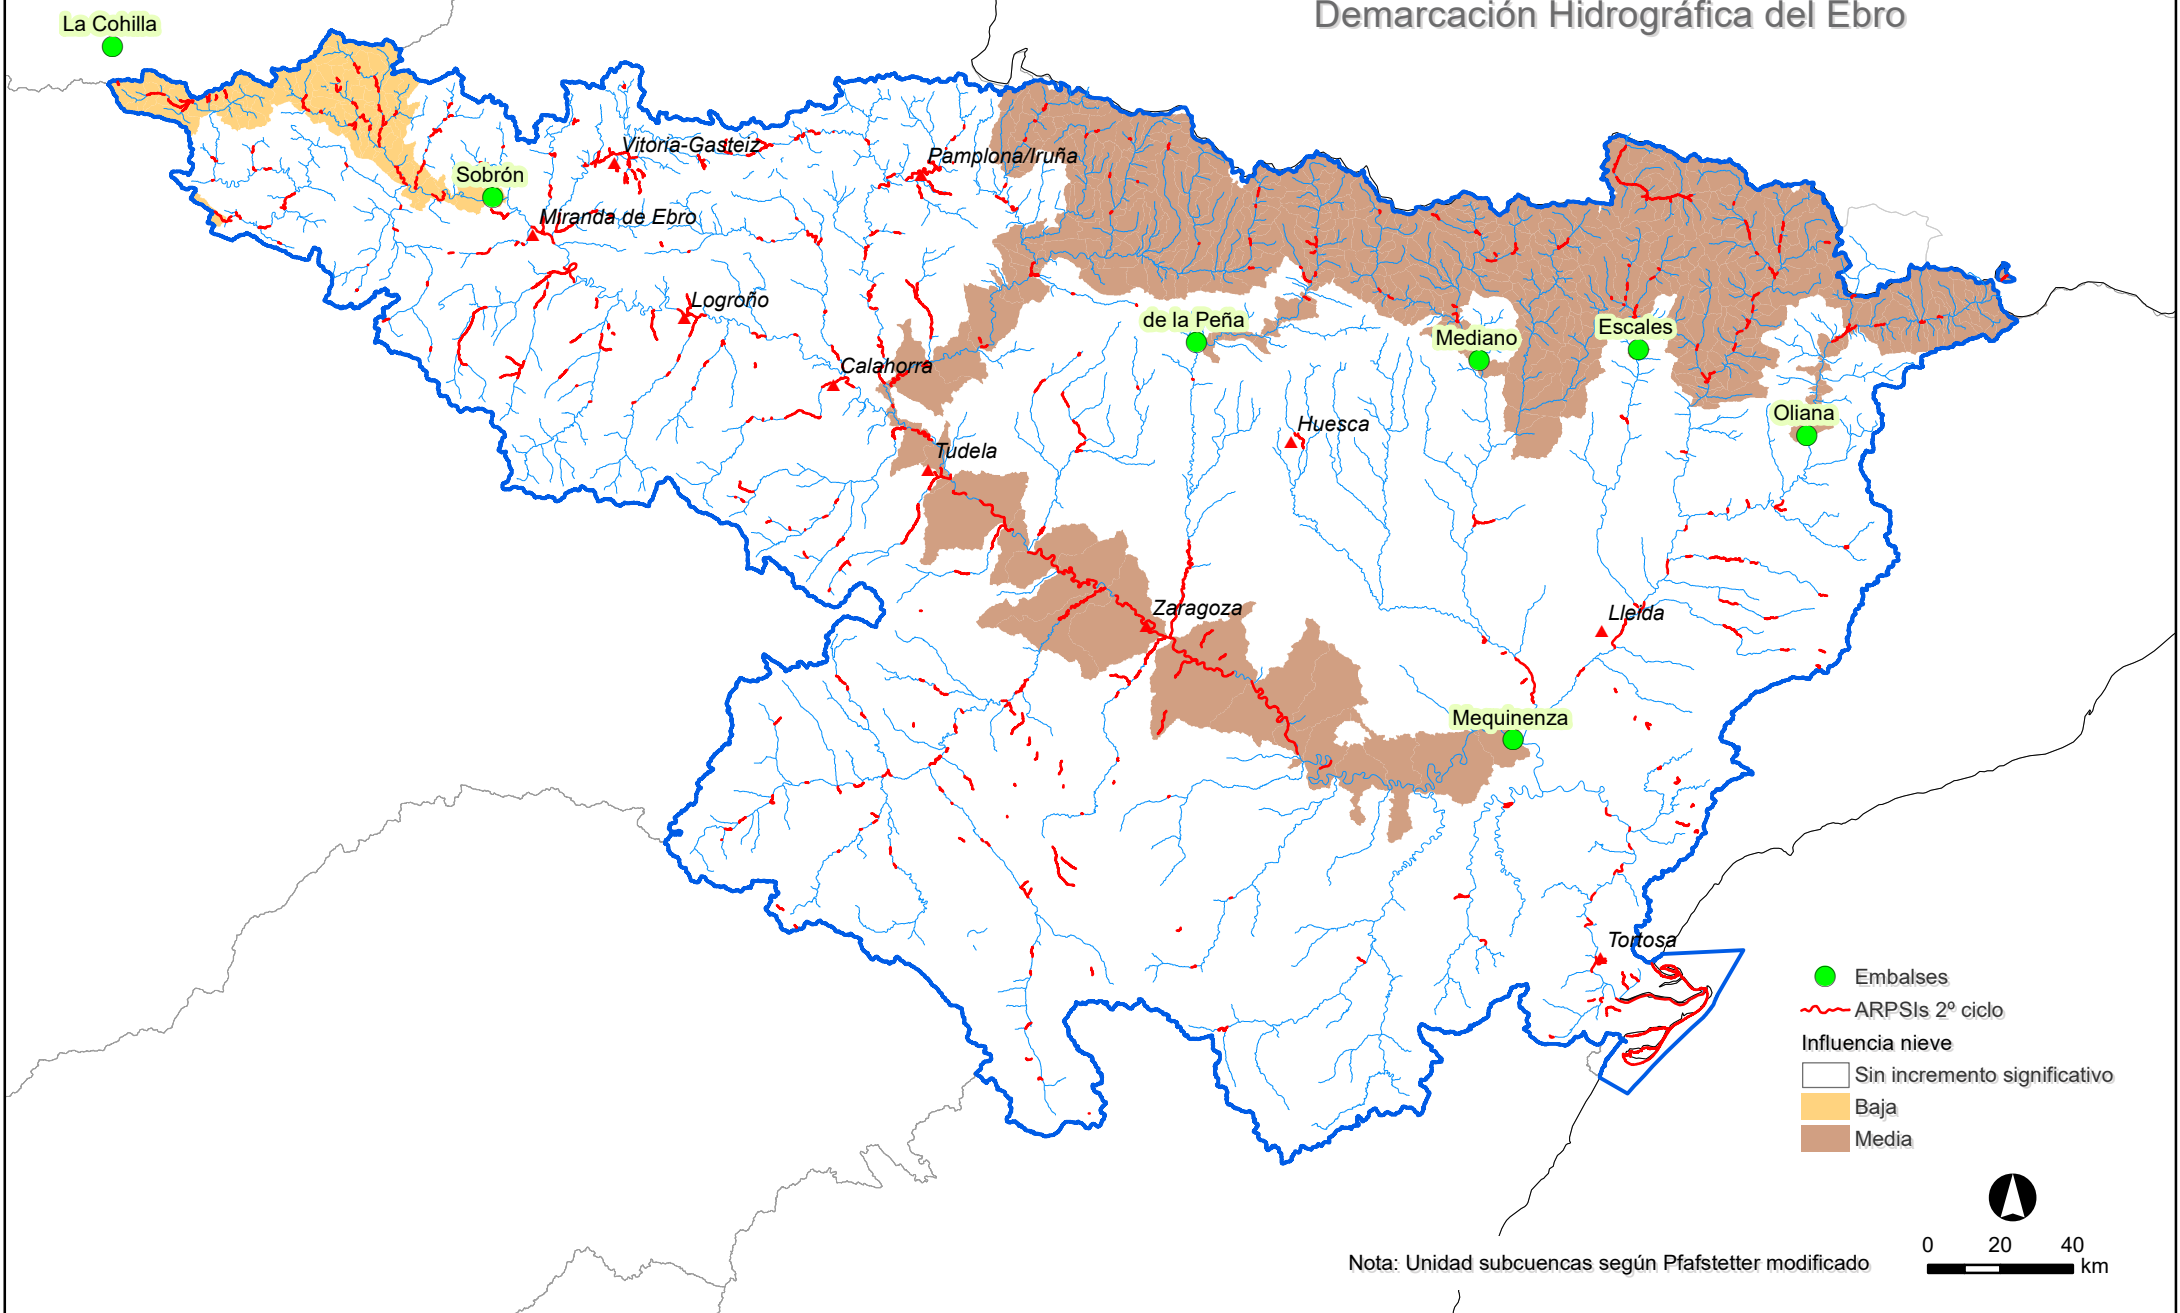 Demarcación Hidrográfica del Ebro
La Cohilla
Vitoria-Gasteiz
Pamplona/Iruña
Sobrón
Miranda de Ebro
Logroño
de la Peña
Escales
Mediano
Calahorra
Oliana
Huesca
Tudela
Zaragoza
Lleida
Mequinenza
Tortosa
Embalses
ARPSIs 2º ciclo
Influencia nieve
Sin incremento significativo
Baja
Media
0 20 40
km
Nota: Unidad subcuencas según Pfafstetter modificado